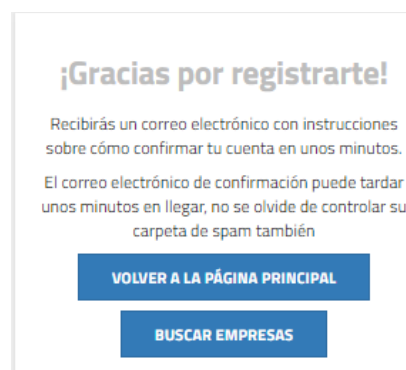 ¡Gracias por registrarte!
Recibirás un correo electrónico con instrucciones
sobre cómo confirmar tu cuenta en unos minutos.
El correo electrónico de confirmación puede tardar
unos minutos en llegar, no se olvide de controlar su
carpeta de spam también
VOLVER A LA PÁGINA PRINCIPAL
BUSCAR EMPRESAS